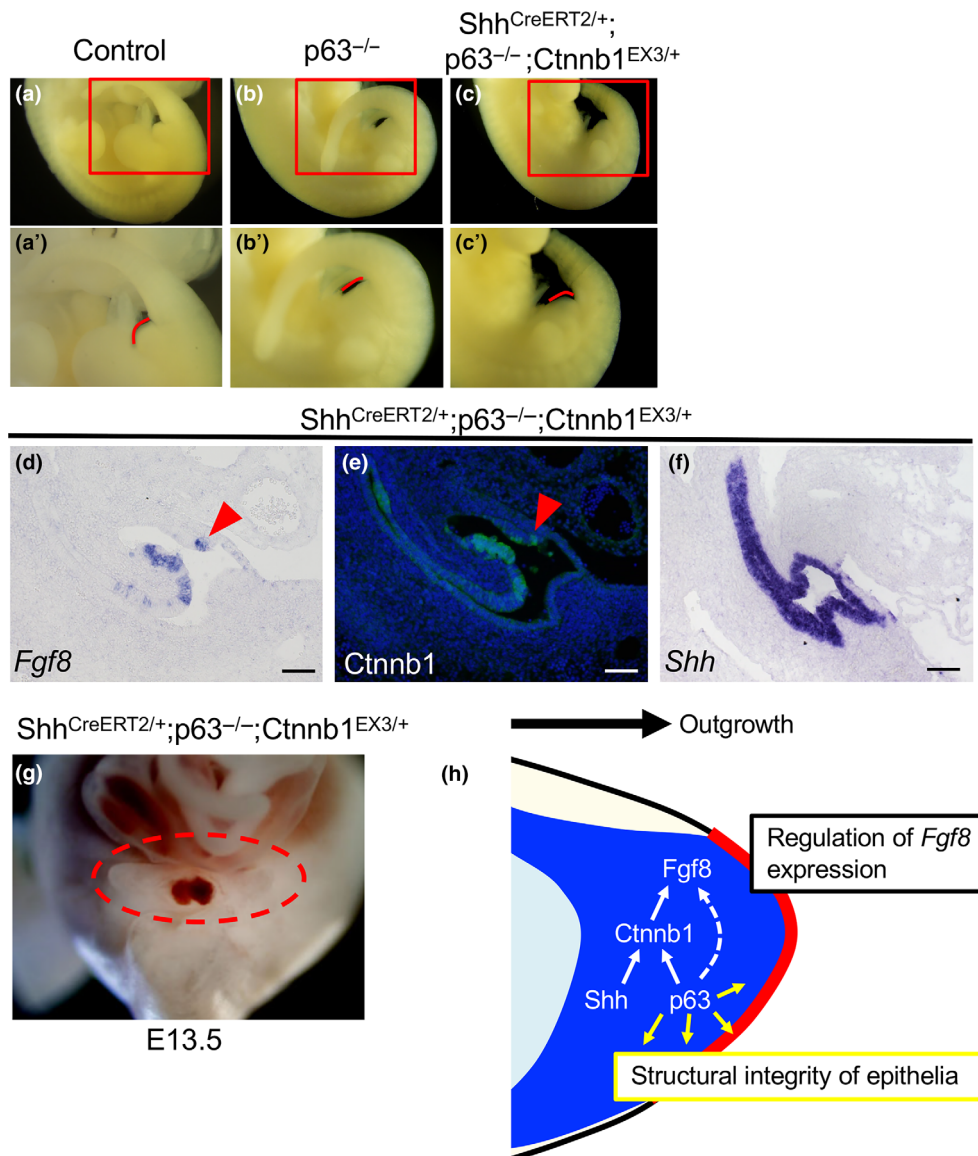 Control
p63–/–
ShhCreERT2/+;
p63–/–;Ctnnb1EX3/+
(a)
(b)
(c)
(a’)
(b’)
(c’)
ShhCreERT2/+;p63–/–;Ctnnb1EX3/+
(d)
(e)
(f)
Fgf8
Ctnnb1
Shh
ShhCreERT2/+;p63–/–;Ctnnb1EX3/+
Outgrowth
(g)
(h)
Regulation of Fgf8
expression
Fgf8
Ctnnb1
Shh
p63
Structural integrity of epithelia
E13.5